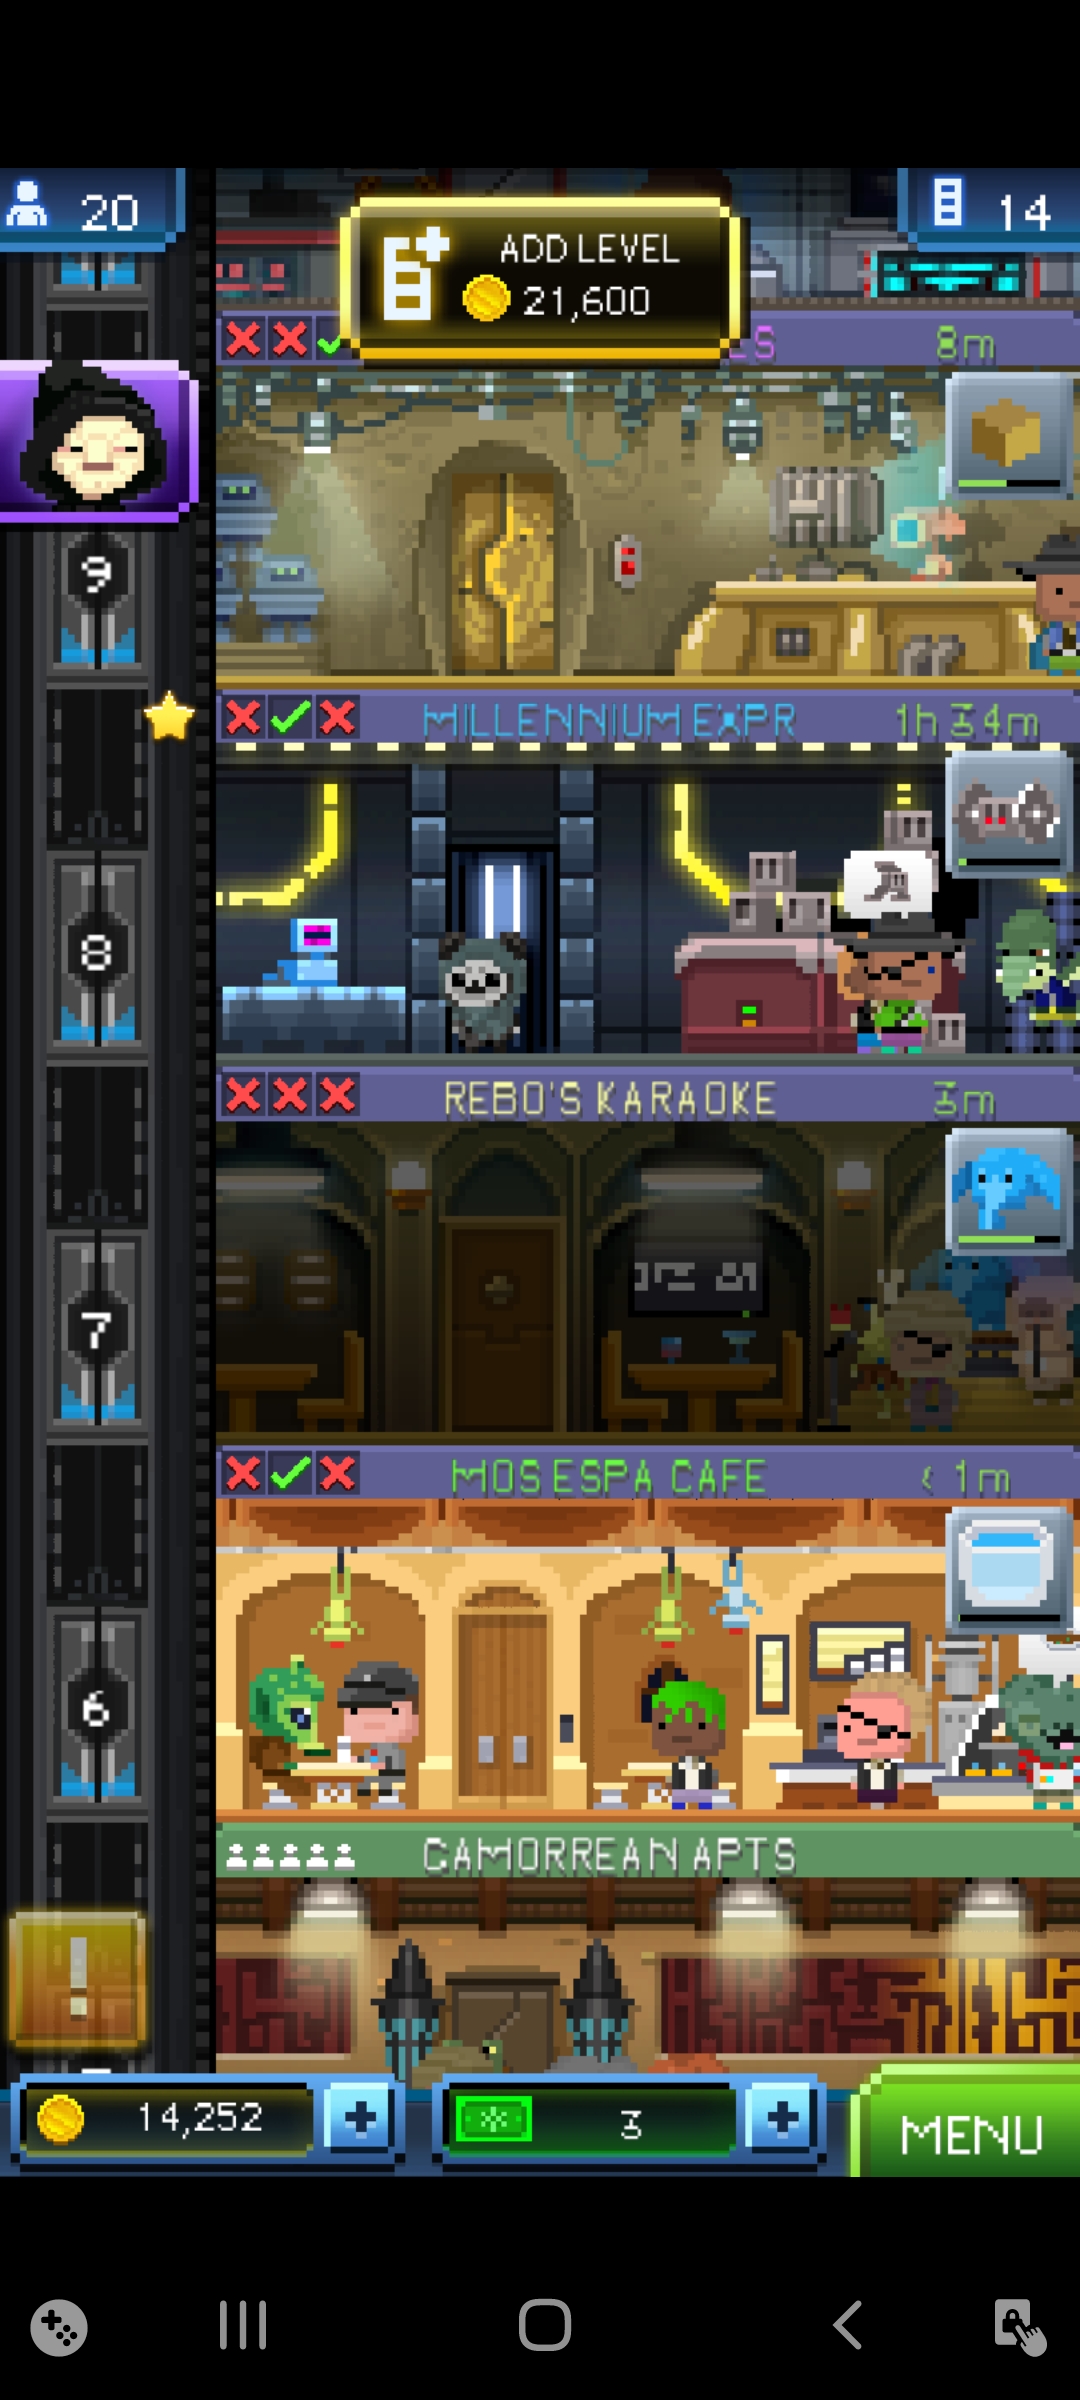 20
ADD LEVEL
21,600
14
8m
9
MILLENNIUM EXPR
1h 34m
8
REBO'S KARAOKE
3m
7
MOS ESPA CAFE
< 1m
6
CAMORREAN APTS
!
14,252
+
3
+
MENU